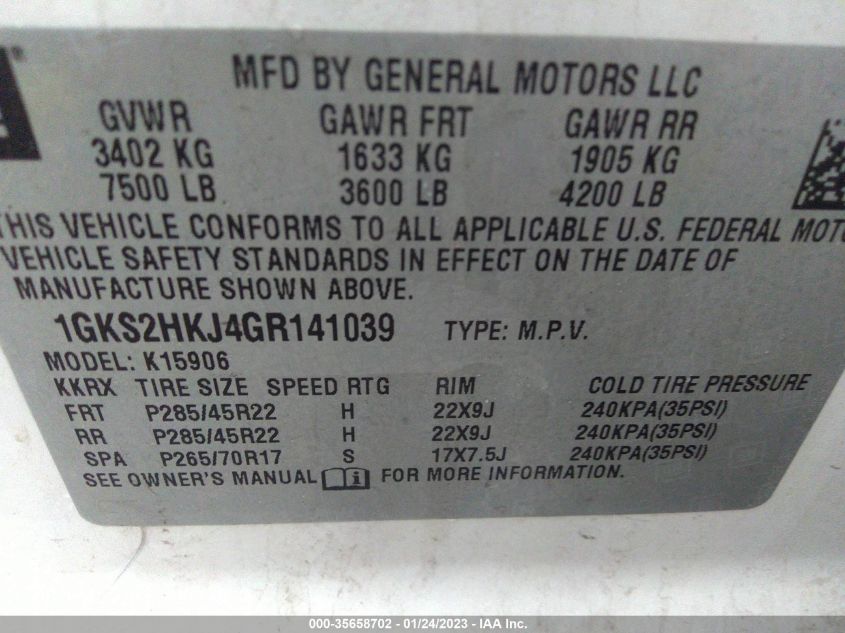 MFD BY GENERAL MOTORS LLC
GVWR GAWR FRT GAWR RR
3402 KG 1633 KG 1905 KG
7500 LB 3600 LB 4200 LB
THIS VEHICLE CONFORMS TO ALL APPLICABLE U.S. FEDERAL MOTO
VEHICLE SAFETY STANDARDS IN EFFECT ON THE DATE OF
MANUFACTURE SHOWN ABOVE.
1GKS2HKJ4GR141039 TYPE: M.P.V.
MODEL: K15906
KKRX TIRE SIZE SPEED RTG RIM COLD TIRE PRESSURE
FRT P285/45R22 H 22X9J 240KPA(35PSI)
RR P285/45R22 H 22X9J 240KPA(35PSI)
SPA P265/70R17 S 17X7.5J 240KPA(35PSI)
SEE OWNER'S MANUAL FOR MORE INFORMATION.
000-35658702 - 01/24/2023 - IAA Inc.